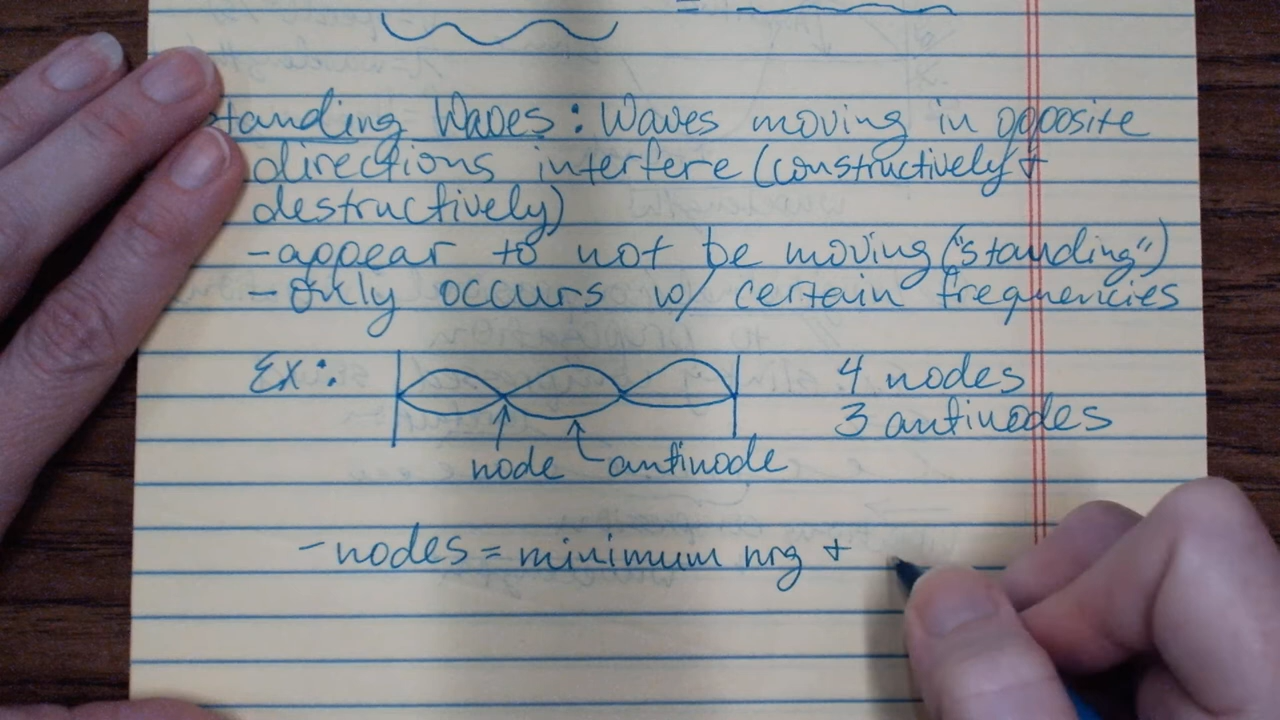 tanding Waves: Waves moving in opposite
directions interfere (constructively +
destructively)
-appear to not be moving ("standing")
-only occurs w/ certain frequencies
Ex:
4 nodes
3 antinodes
node
antinode
-nodes = minimum nrg +